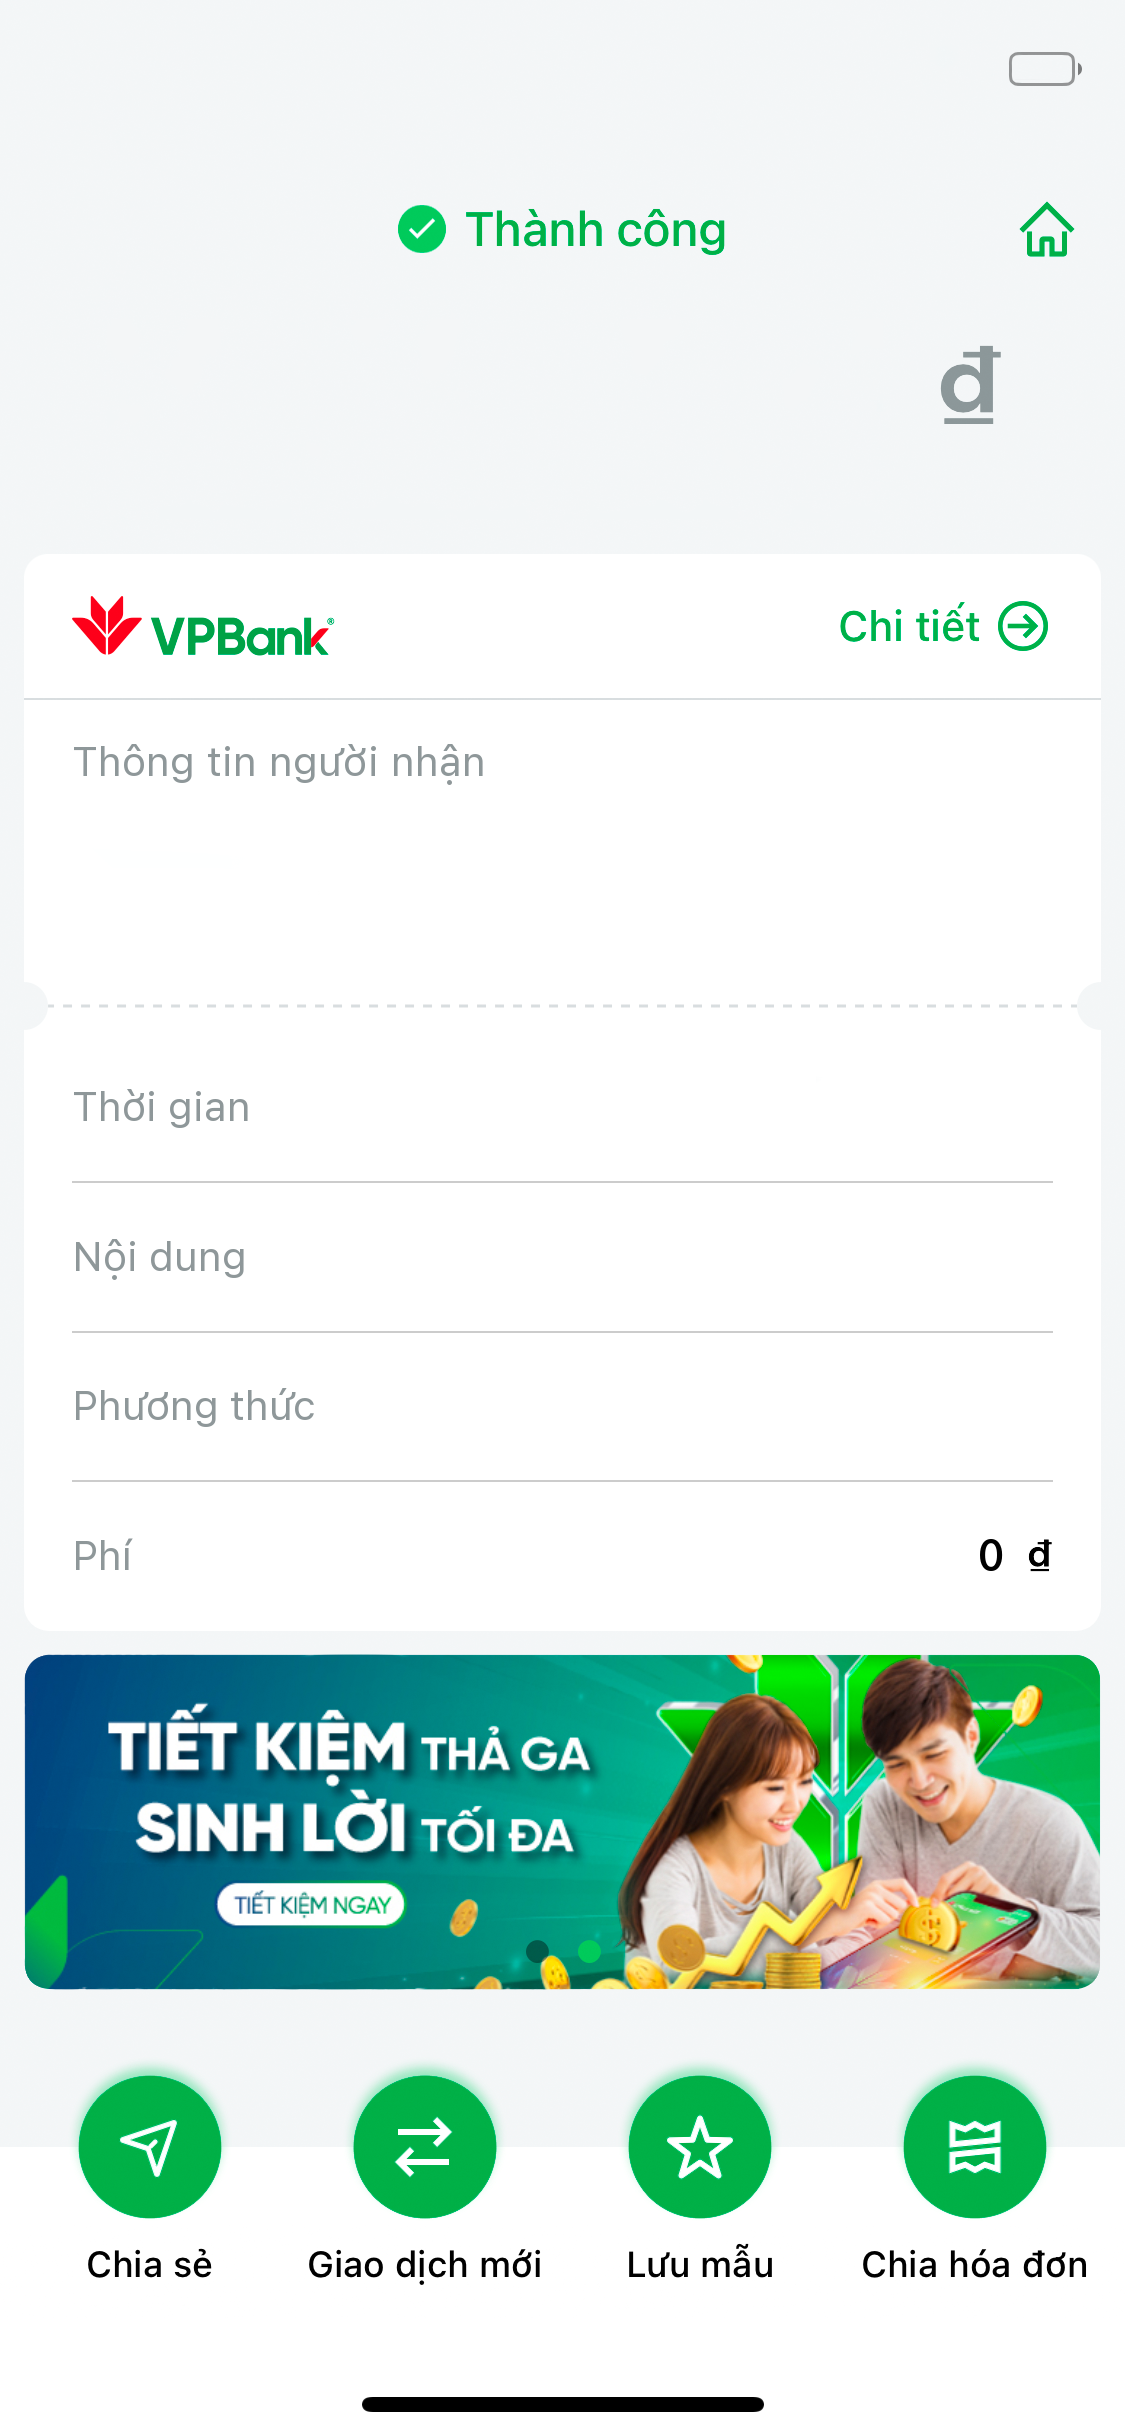 Thành công
đ
VPBank®
Chi tiết
Thông tin người nhận
Thời gian
Nội dung
Phương thức
Phí
0 đ
TIẾT KIỆM THẢ GA
SINH LỜI TỐI ĐA
TIẾT KIỆM NGAY
Chia sẻ
Giao dịch mới
Lưu mẫu
Chia hóa đơn